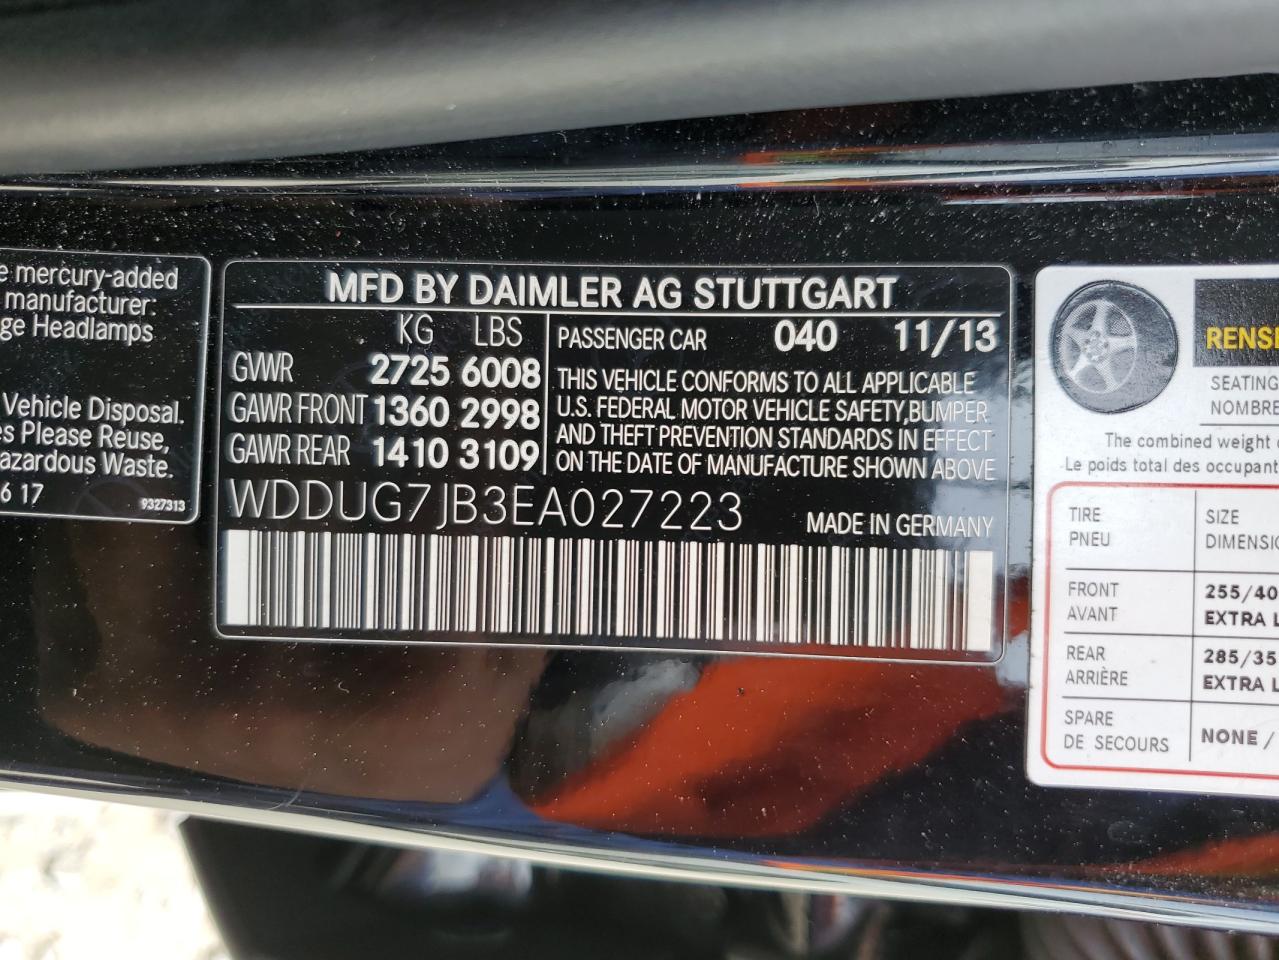 e mercury-added
manufacturer:
ge Headlamps
Vehicle Disposal.
es Please Reuse,
azardous Waste.
6 17
9327313
MFD BY DAIMLER AG STUTTGART
KG LBS
GVWR 2725 6008
GAWR FRONT 1360 2998
GAWR REAR 1410 3109
PASSENGER CAR 040 11/13
THIS VEHICLE CONFORMS TO ALL APPLICABLE
U.S. FEDERAL MOTOR VEHICLE SAFETY,BUMPER
AND THEFT PREVENTION STANDARDS IN EFFECT
ON THE DATE OF MANUFACTURE SHOWN ABOVE
WDDUG7JB3EA027223
MADE IN GERMANY
RENSE
SEATING
NOMBRE
The combined weight
Le poids total des occupant
TIRE SIZE
PNEU DIMENSIO
FRONT 255/40
AVANT EXTRA L
REAR 285/35
ARRIÈRE EXTRA L
SPARE NONE /
DE SECOURS